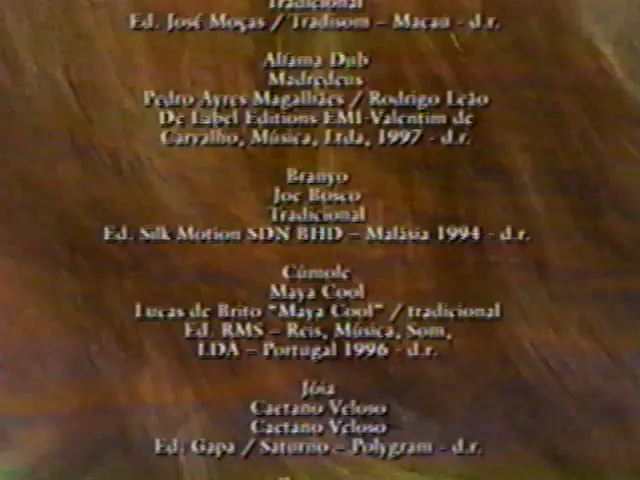 Tradicional
Ed. José Moças / Tradisom – Macau - d.r.
Alfama Dub
Madredeus
Pedro Ayres Magalhães / Rodrigo Leão
De Label Editions EMI-Valentim de
Carvalho, Música, Ltda, 1997 - d.r.
Branyo
Joe Bosco
Tradicional
Ed. Silk Motion SDN BHD – Malásia 1994 - d.r.
Cúmole
Maya Cool
Lucas de Brito "Maya Cool" / tradicional
Ed. RMS – Reis, Música, Som,
LDA – Portugal 1996 - d.r.
Jóia
Caetano Veloso
Caetano Veloso
Ed. Gapa / Saturno – Polygram - d.r.